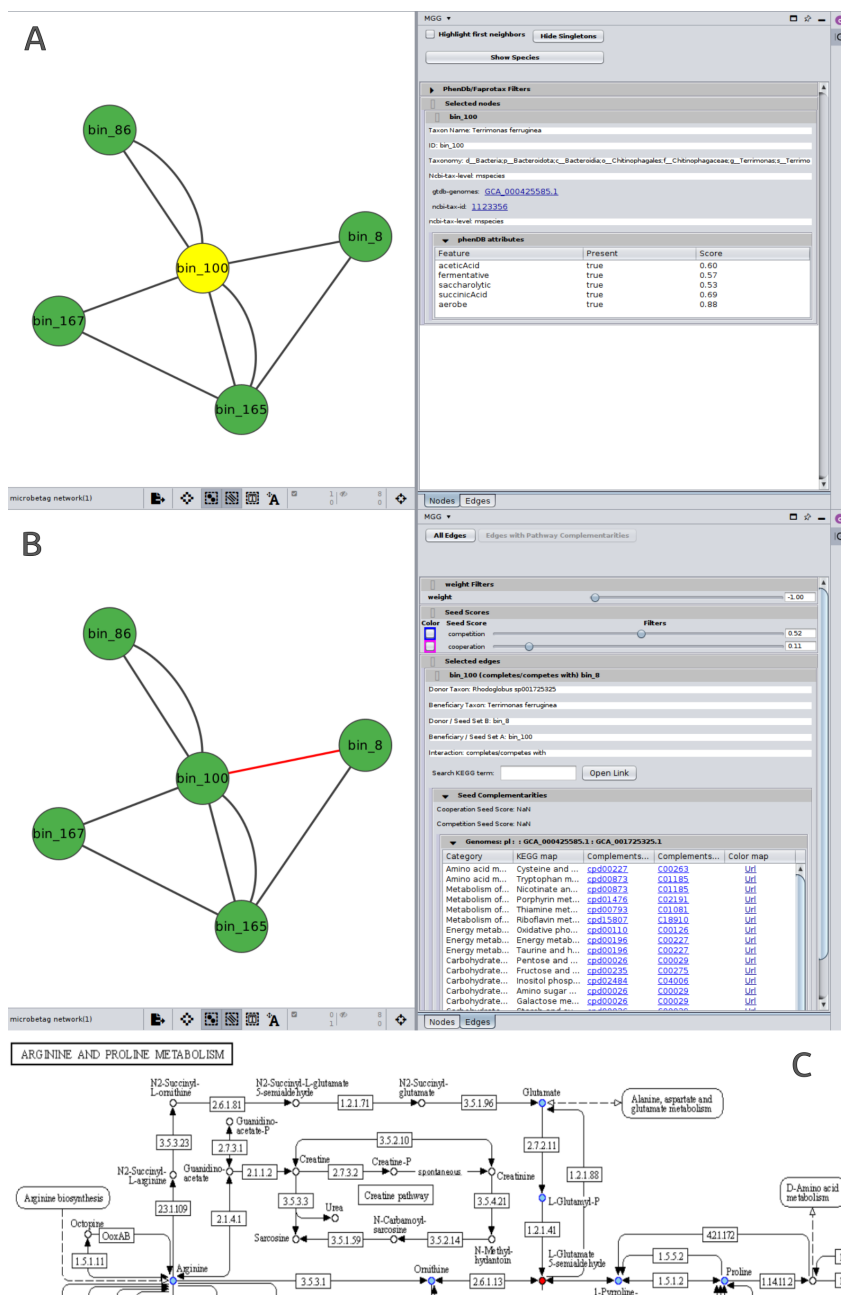 A
MGG
Highlight first neighbors
Hide Singletons
Show Species
PhenDb/Faprotax Filters
Selected nodes
bin_100
Taxon Name: Terrimonas ferruginea
ID: bin_100
Taxonomy: d__Bacteria;p__Bacteroidota;c__Bacteroidia;o__Chitinophagales;f__Chitinophagaceae;g__Terrimonas;s__Terrimo
Ncbi-tax-level: mspecies
gtdb-genomes: GCA_000425585.1
ncbi-tax-id: 1123356
ncbi-tax-level: mspecies
phenDB attributes
Feature Present Score
aceticAcid true 0.60
fermentative true 0.57
saccharolytic true 0.53
succinicAcid true 0.69
aerobe true 0.88
bin_86
bin_8
bin_100
bin_167
bin_165
microbetag network(1)
1 0
8 0
Nodes Edges
B
MGG
All Edges
Edges with Pathway Complementarities
weight Filters
weight -1.00
Seed Scores
Color Seed Score Filters
competition 0.52
cooperation 0.11
Selected edges
bin_100 (completes/competes with) bin_8
Donor Taxon: Rhodoglobus sp001725325
Beneficiary Taxon: Terrimonas ferruginea
Donor / Seed Set B: bin_8
Beneficiary / Seed Set A: bin_100
Interaction: completes/competes with
Search KEGG term: Open Link
Seed Complementarities
Cooperation Seed Score: NaN
Competition Seed Score: NaN
Genomes: pl : : GCA_000425585.1 : GCA_001725325.1
Category KEGG map Complements... Complements... Color map
Amino acid m... Cysteine and ... cpd00227 C00263 Url
Amino acid m... Tryptophan m... cpd00873 C01185 Url
Metabolism of... Nicotinate an... cpd00873 C01185 Url
Metabolism of... Porphyrin met... cpd01476 C02191 Url
Metabolism of... Thiamine met... cpd00793 C01081 Url
Metabolism of... Riboflavin met... cpd15807 C18910 Url
Energy metab... Oxidative pho... cpd00110 C00126 Url
Energy metab... Energy metab... cpd00196 C00227 Url
Energy metab... Taurine and h... cpd00196 C00227 Url
Carbohydrate... Pentose and ... cpd00026 C00029 Url
Carbohydrate... Fructose and ... cpd00235 C00275 Url
Carbohydrate... Inositol phosp... cpd02484 C04006 Url
Carbohydrate... Amino sugar ... cpd00026 C00029 Url
Carbohydrate... Galactose me... cpd00026 C00029 Url
bin_86
bin_8
bin_100
bin_167
bin_165
microbetag network(1)
0 1
8 0
Nodes Edges
ARGININE AND PROLINE METABOLISM
C
N2-Succinyl-
L-ornithine
2.6.1.81
N2-Succinyl-L-glutamate
5-semialdehyde
1.2.1.71
N2-Succinyl-
glutamate
3.5.1.96
Glutamate
Alanine, aspartate and
glutamate metabolism
Guanidino-
acetate-P
3.5.3.23
2.7.3.1
3.5.2.10
2.7.2.11
1.2.1.88
N2-Succinyl-
L-arginine
Guanidino-
acetate
2.1.1.2
Creatine
2.7.3.2
Creatine-P
spontaneous
Creatinine
D-Amino acid
metabolism
Arginine biosynthesis
2.3.1.109
2.1.4.1
3.5.3.3
Urea
Creatine pathway
3.5.4.21
L-Glutamyl-P
Octopine
OoxAB
Sarcosine
3.5.1.59
N-Carbamoyl-
sarcosine
3.5.2.14
N-Methyl-
hydantoin
1.2.1.41
4.2.1.172
1.5.1.11
Arginine
3.5.3.1
Ornithine
2.6.1.13
L-Glutamate
5-semialdehyde
1.5.5.2
1-Pyrroline-
1.5.1.2
Proline
1.14.11.2